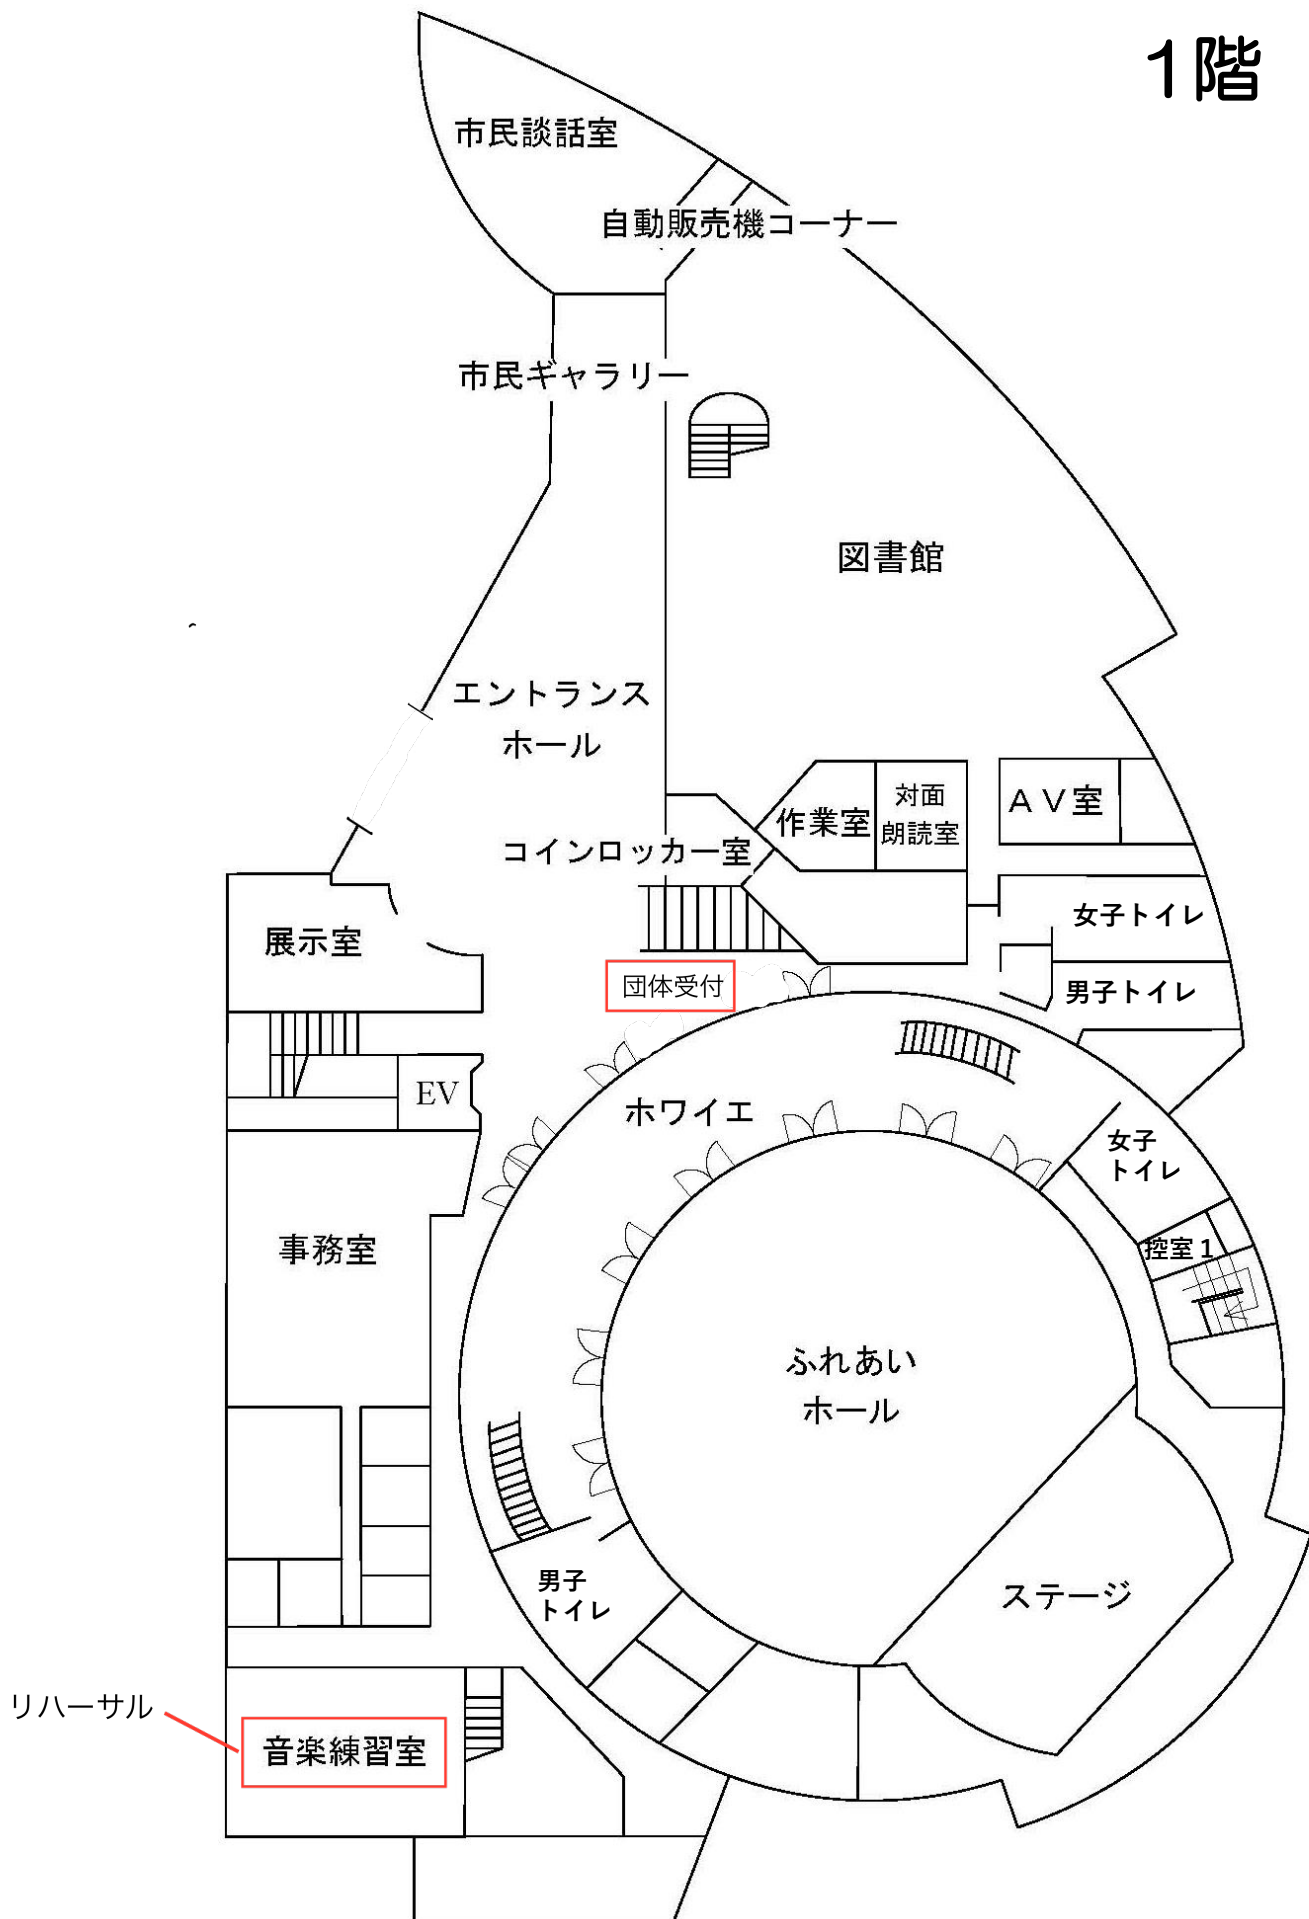 1階
市民談話室
自動販売機コーナー
市民ギャラリー
図書館
エントランス
ホール
コインロッカー室
作業室
対面
朗読室
AV室
展示室
女子トイレ
男子トイレ
団体受付
EV
ホワイエ
女子
トイレ
控室1
事務室
ふれあい
ホール
男子
トイレ
ステージ
リハーサル
音楽練習室